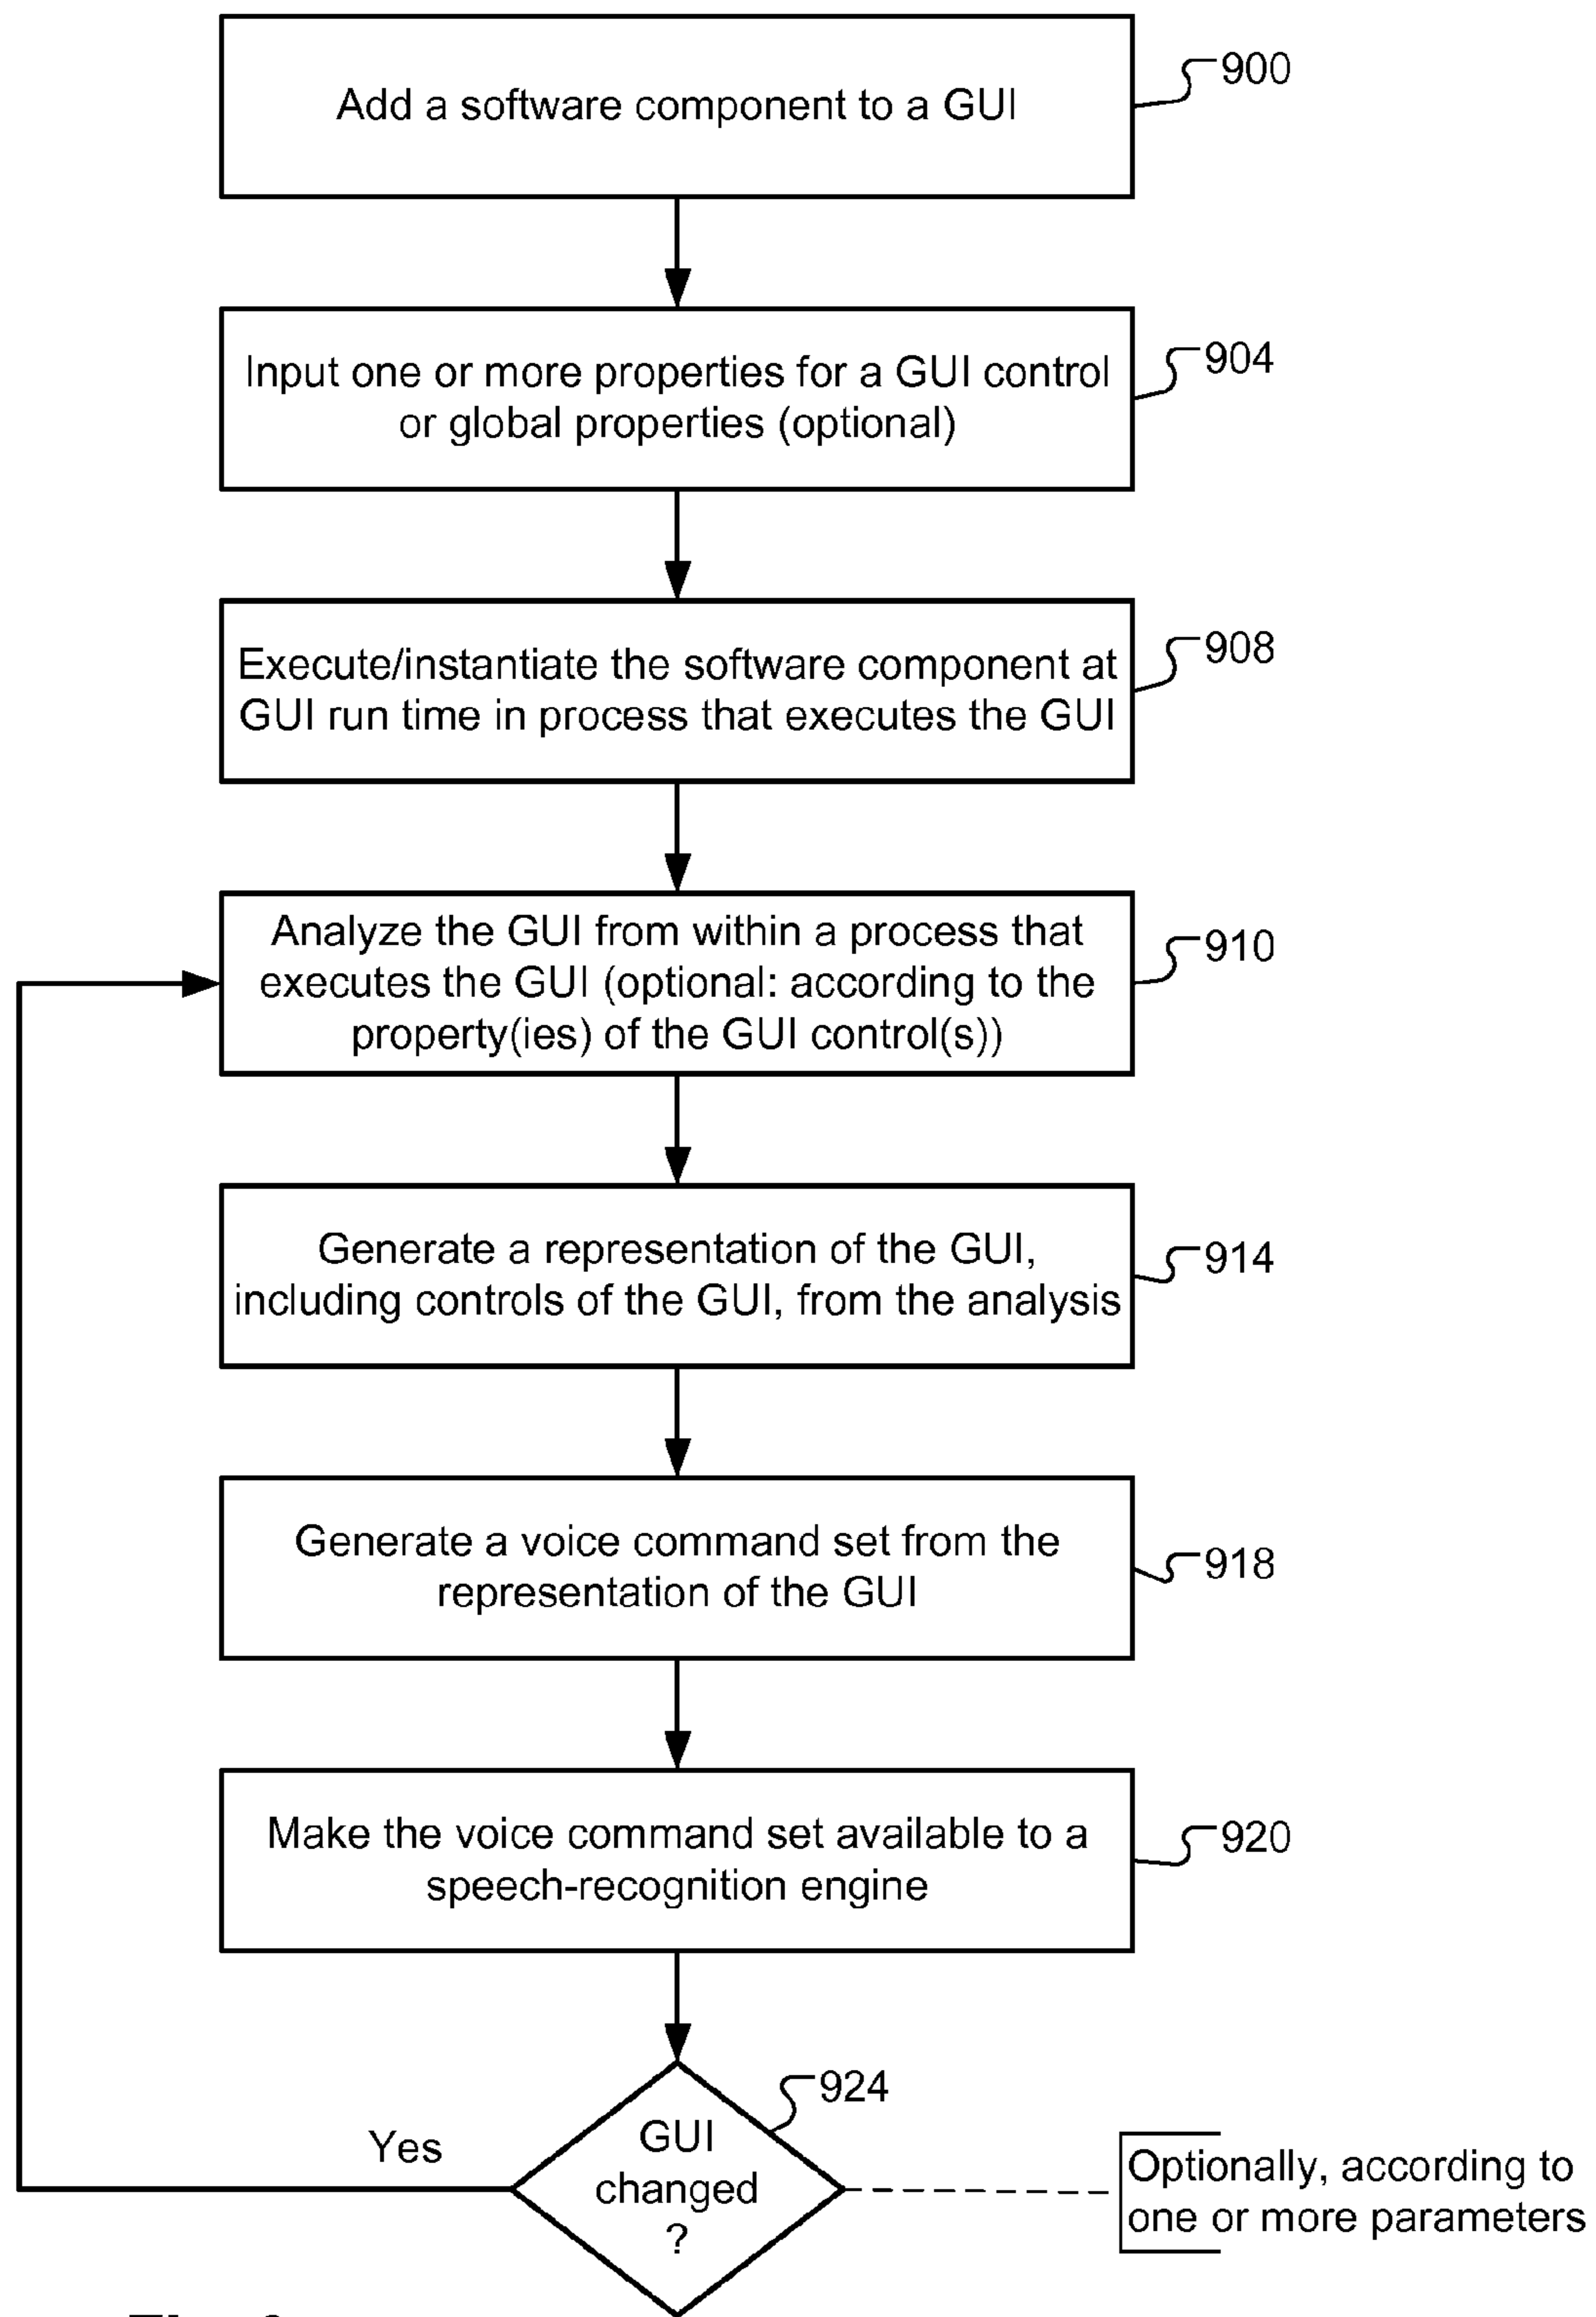 Add a software component to a GUI
900
Input one or more properties for a GUI control
or global properties (optional)
904
Execute/instantiate the software component at
GUI run time in process that executes the GUI
908
Analyze the GUI from within a process that
executes the GUI (optional: according to the
property(ies) of the GUI control(s))
910
Generate a representation of the GUI,
including controls of the GUI, from the analysis
914
Generate a voice command set from the
representation of the GUI
918
Make the voice command set available to a
speech-recognition engine
920
924
Yes
GUI
changed
?
Optionally, according to
one or more parameters